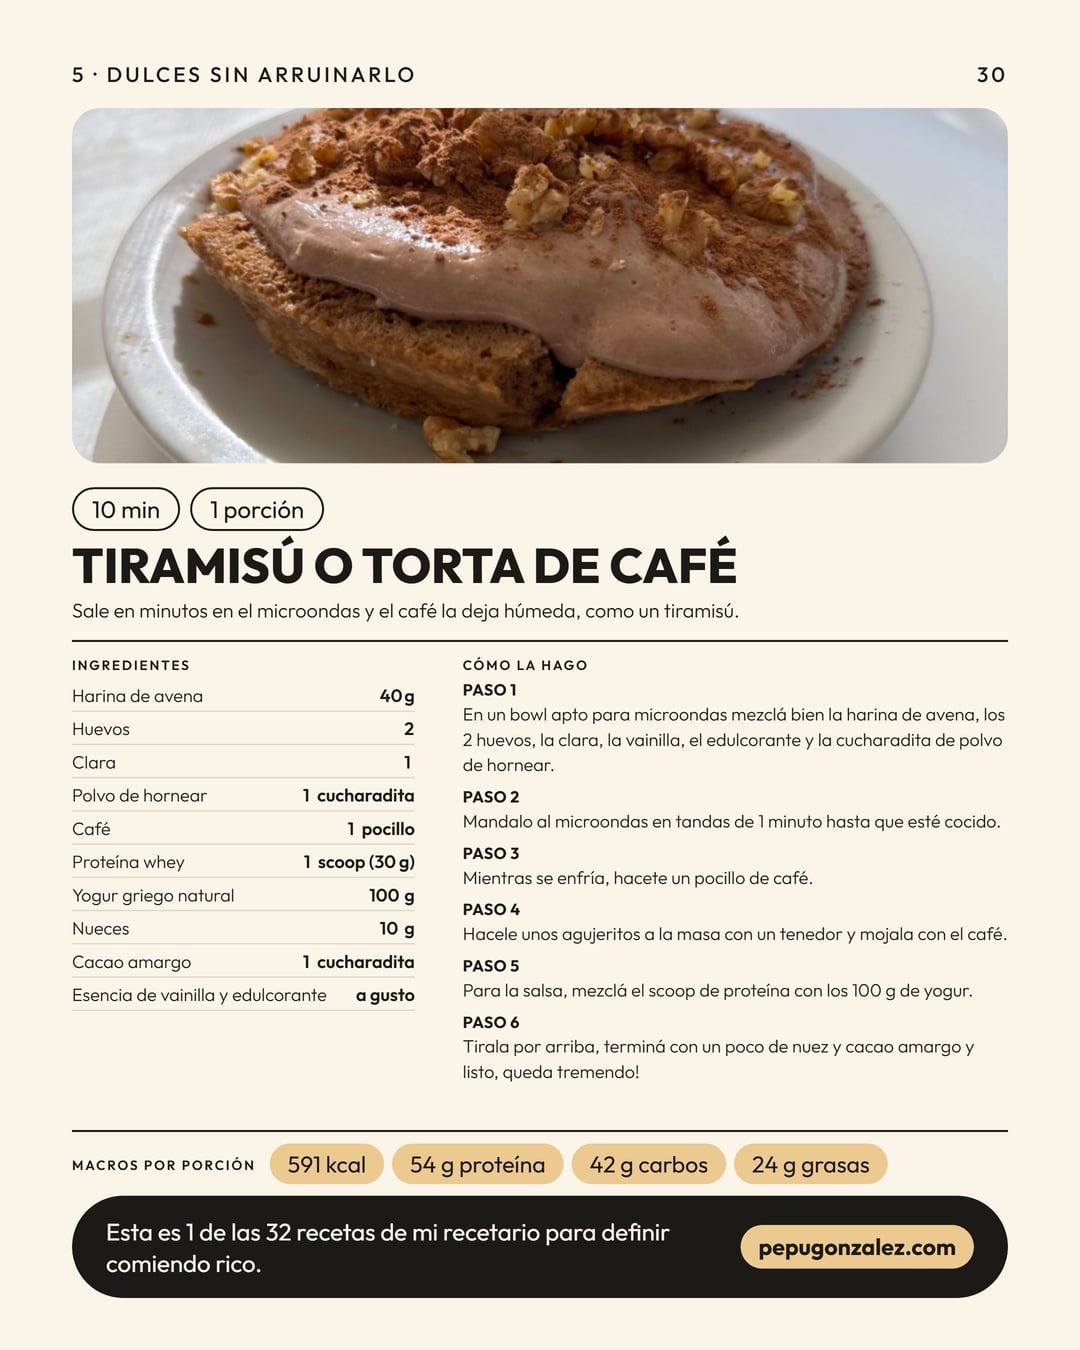 5 · DULCES SIN ARRUINARLO
30
10 min
1 porción
TIRAMISÚ O TORTA DE CAFÉ
Sale en minutos en el microondas y el café la deja húmeda, como un tiramisú.
INGREDIENTES
Harina de avena 40 g
Huevos 2
Clara 1
Polvo de hornear 1 cucharadita
Café 1 pocillo
Proteína whey 1 scoop (30 g)
Yogur griego natural 100 g
Nueces 10 g
Cacao amargo 1 cucharadita
Esencia de vainilla y edulcorante a gusto
CÓMO LA HAGO
PASO 1
En un bowl apto para microondas mezclá bien la harina de avena, los
2 huevos, la clara, la vainilla, el edulcorante y la cucharadita de polvo
de hornear.
PASO 2
Mandalo al microondas en tandas de 1 minuto hasta que esté cocido.
PASO 3
Mientras se enfría, hacete un pocillo de café.
PASO 4
Hacele unos agujeritos a la masa con un tenedor y mojala con el café.
PASO 5
Para la salsa, mezclá el scoop de proteína con los 100 g de yogur.
PASO 6
Tirala por arriba, terminá con un poco de nuez y cacao amargo y
listo, queda tremendo!
MACROS POR PORCIÓN
591 kcal
54 g proteína
42 g carbos
24 g grasas
Esta es 1 de las 32 recetas de mi recetario para definir
comiendo rico.
pepugonzalez.com